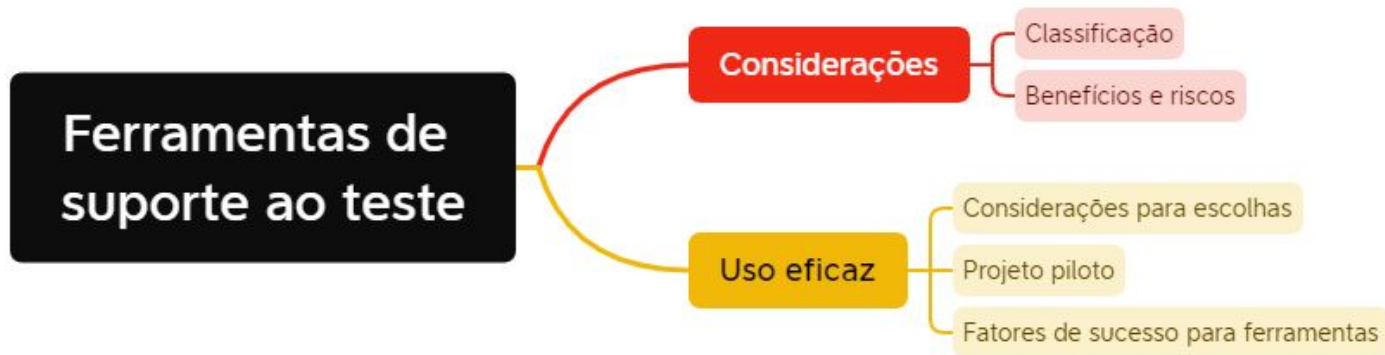 Ferramentas de
suporte ao teste
Considerações
Classificação
Benefícios e riscos
Uso eficaz
Considerações para escolhas
Projeto piloto
Fatores de sucesso para ferramentas